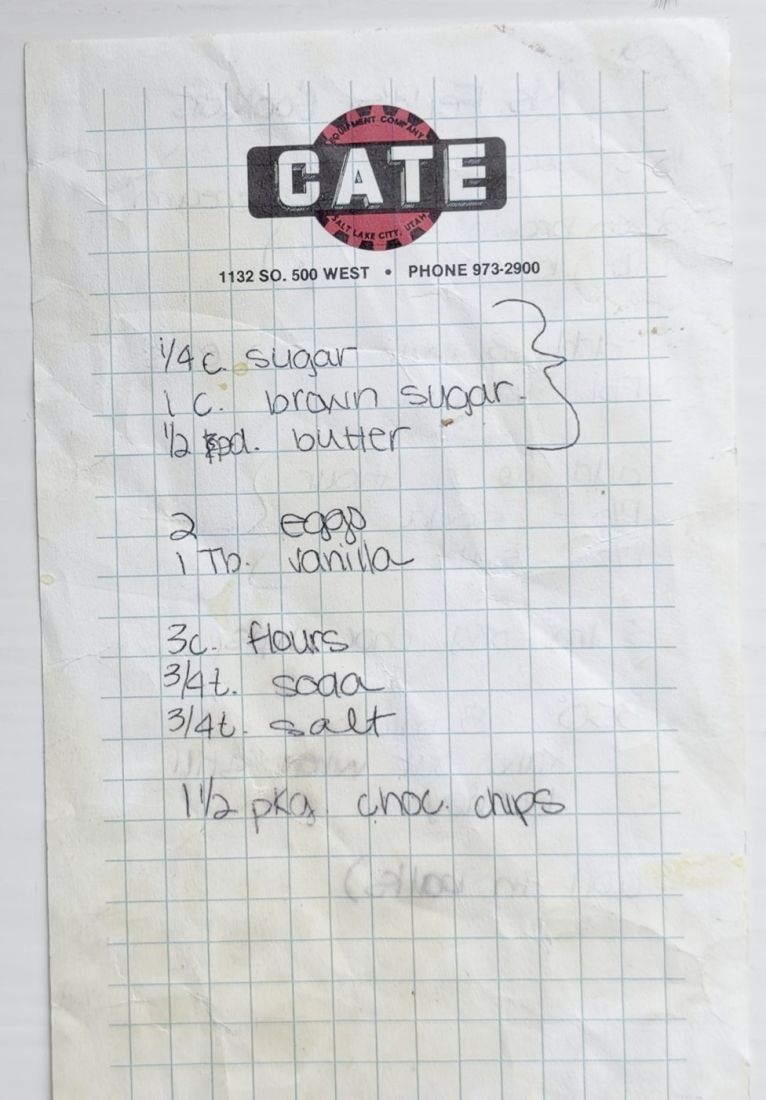 EQUIPMENT COMPANY
CATE
SALT LAKE CITY, UTAH
1132 SO. 500 WEST • PHONE 973-2900
1/4 c. sugar
1 c. brown sugar
1/2 pd. butter
2 eggs
1 Tb. vanilla
3c. flours
3/4t. soda
3/4t. salt
1 1/2 pkg. choc. chips